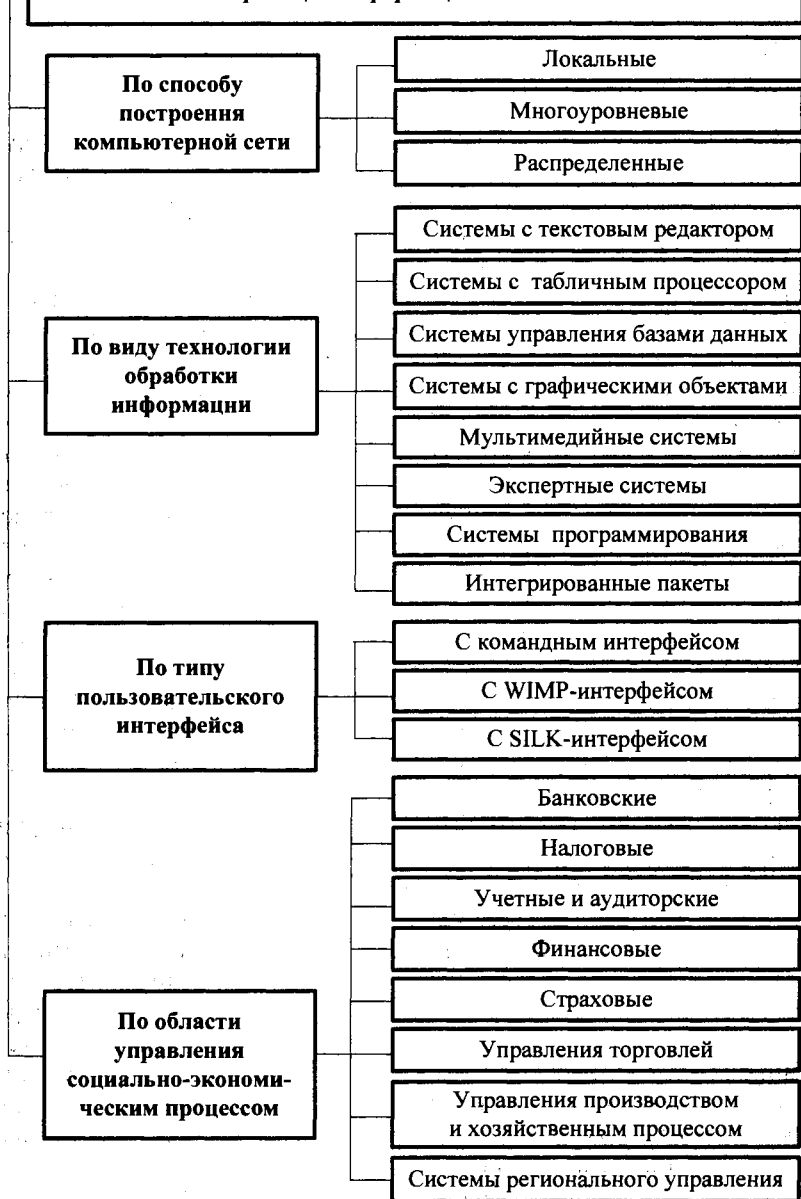 По способу
построения
компьютерной сети
Локальные
Многоуровневые
Распределенные
По виду технологии
обработки
информации
Системы с текстовым редактором
Системы с табличным процессором
Системы управления базами данных
Системы с графическими объектами
Мультимедийные системы
Экспертные системы
Системы программирования
Интегрированные пакеты
По типу
пользовательского
интерфейса
С командным интерфейсом
С WIMP-интерфейсом
С SILK-интерфейсом
По области
управления
социально-экономи-
ческим процессом
Банковские
Налоговые
Учетные и аудиторские
Финансовые
Страховые
Управления торговлей
Управления производством
и хозяйственным процессом
Системы регионального управления